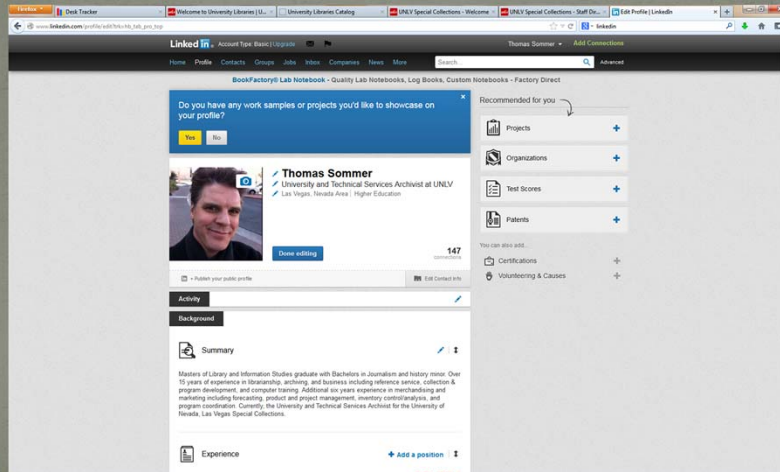 Firefox
Desk Tracker
Welcome to University Libraries | U...
University Libraries Catalog
UNLV Special Collections - Welcome
UNLV Special Collections - Staff Dir...
Edit Profile | LinkedIn
linkedin
Linked in. Account Type: Basic | Upgrade
Thomas Sommer
Add Connections
Home Profile Contacts Groups Jobs Inbox Companies News More
Search...
Advanced
BookFactory® Lab Notebook - Quality Lab Notebooks, Log Books, Custom Notebooks - Factory Direct
Do you have any work samples or projects you'd like to showcase on
your profile?
Yes No
Thomas Sommer
University and Technical Services Archivist at UNLV
Las Vegas, Nevada Area | Higher Education
Done editing
147
connections
+ Publish your public profile
Edit Contact Info
Activity
Background
Summary
Masters of Library and Information Studies graduate with Bachelors in Journalism and history minor. Over
15 years of experience in librarianship, archiving, and business including reference service, collection &
program development, and computer training. Additional six years experience in merchandising and
marketing including forecasting, product and project management, inventory control/analysis, and
program coordination. Currently, the University and Technical Services Archivist for the University of
Nevada, Las Vegas Special Collections.
Experience
+ Add a position
Recommended for you
Projects
Organizations
Test Scores
Patents
You can also add...
Certifications
Volunteering & Causes